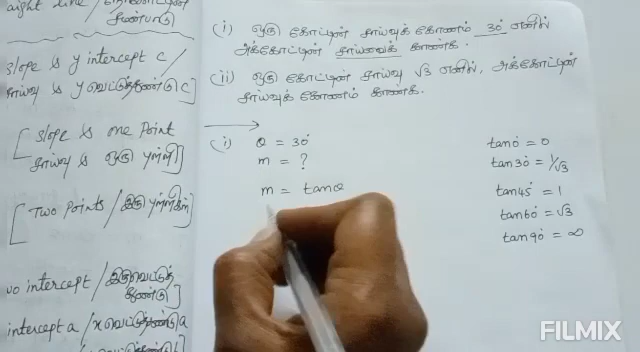 aight line /
சமன்பாடு
slope & y intercept c /
சாய்வு & y வெட்டுத்துண்டு c]
[slope & one Point
சாய்வு & ஒரு புள்ளி]
[Two Points / இரு புள்ளிகள்
wo intercept / இருவெட்டுத்
துண்டு]
intercept a / x வெட்டுத்துண்டு a
(i) ஒரு கோட்டின் சாய்வுக் கோணம் 30° எனில்
அக்கோட்டின் சாய்வைக் காண்க.
(ii) ஒரு கோட்டின் சாய்வு √3 எனில், அக்கோட்டின்
சாய்வுக் கோணம் காண்க.
(i) θ = 30°
m = ?
m = tanθ
tan0° = 0
tan30° = 1/√3
tan45° = 1
tan60° = √3
tan90° = ∞
FILMIX